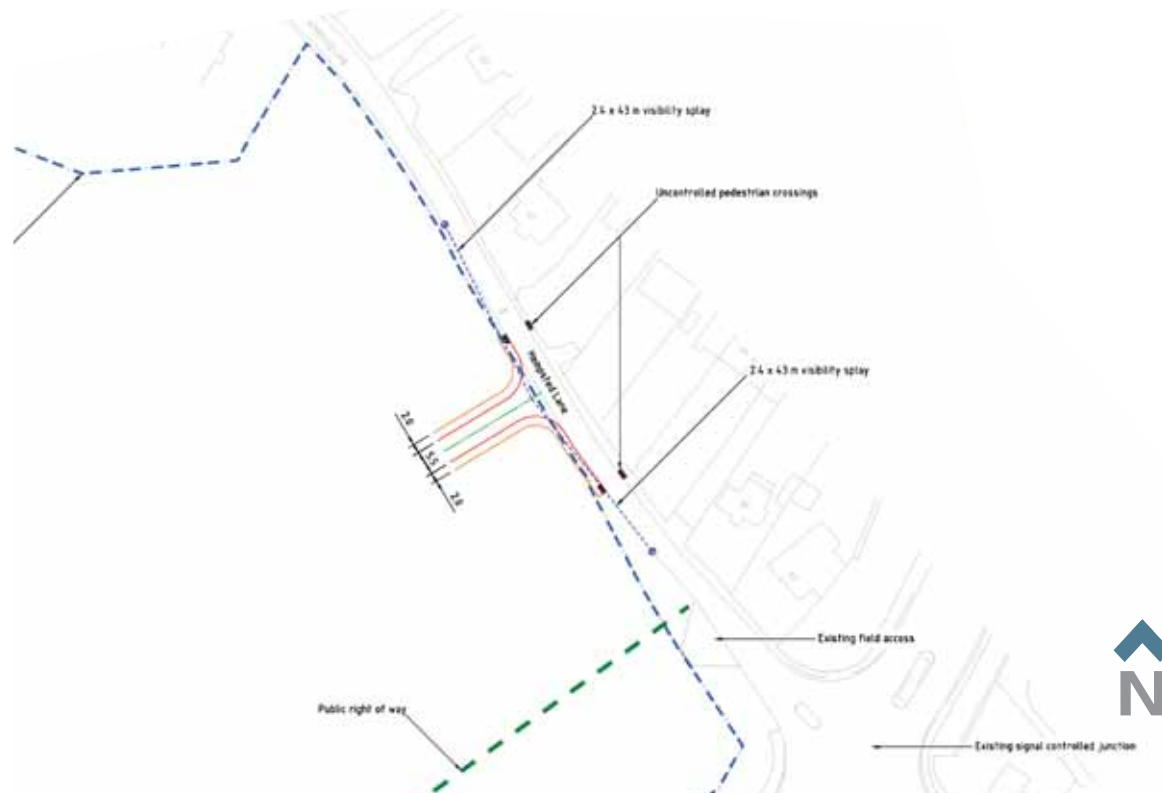 2.4 x 43 m visibility splay
Uncontrolled pedestrian crossings
Hempsted Lane
2.4 x 43 m visibility splay
2.0
5.5
2.0
Existing field access
N
Public right of way
Existing signal controlled junction